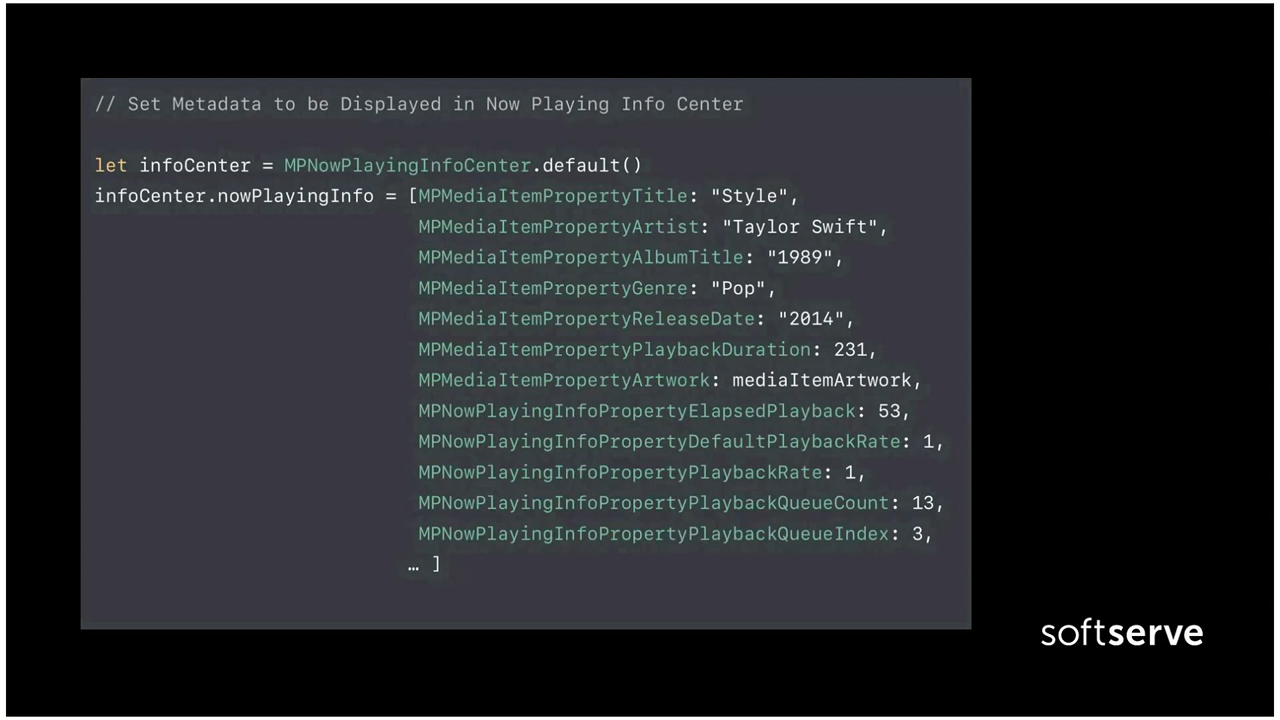 // Set Metadata to be Displayed in Now Playing Info Center
let infoCenter = MPNowPlayingInfoCenter.default()
infoCenter.nowPlayingInfo = [MPMediaItemPropertyTitle: "Style",
MPMediaItemPropertyArtist: "Taylor Swift",
MPMediaItemPropertyAlbumTitle: "1989",
MPMediaItemPropertyGenre: "Pop",
MPMediaItemPropertyReleaseDate: "2014",
MPMediaItemPropertyPlaybackDuration: 231,
MPMediaItemPropertyArtwork: mediaItemArtwork,
MPNowPlayingInfoPropertyElapsedPlayback: 53,
MPNowPlayingInfoPropertyDefaultPlaybackRate: 1,
MPNowPlayingInfoPropertyPlaybackRate: 1,
MPNowPlayingInfoPropertyPlaybackQueueCount: 13,
MPNowPlayingInfoPropertyPlaybackQueueIndex: 3,
… ]
softserve